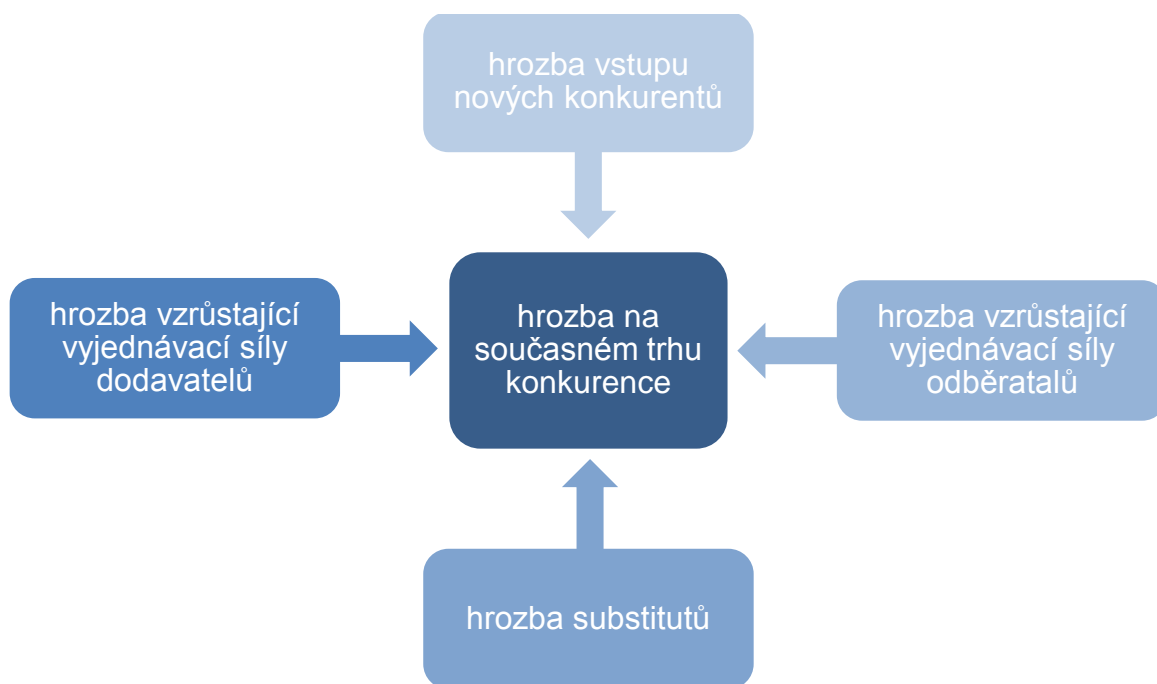 hrozba vstupu
nových konkurentů
hrozba vzrůstající
vyjednávací síly
dodavatelů
hrozba na
současném trhu
konkurence
hrozba vzrůstající
vyjednávací síly
odběratalů
hrozba substitutů